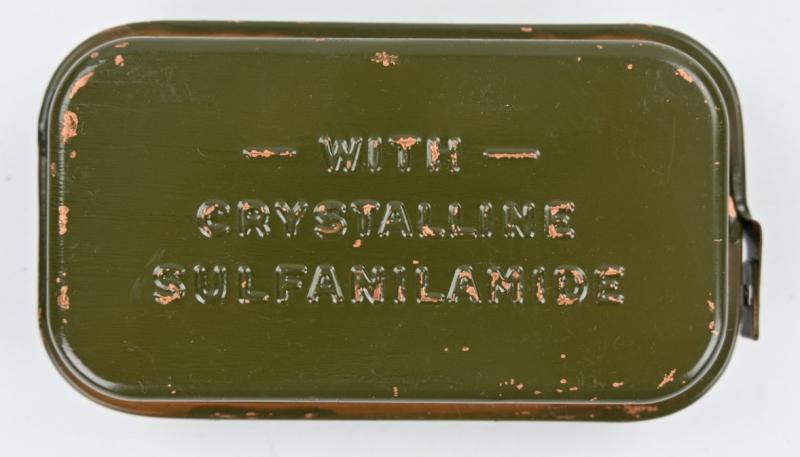 — WITH —
CRYSTALLINE
SULFANILAMIDE